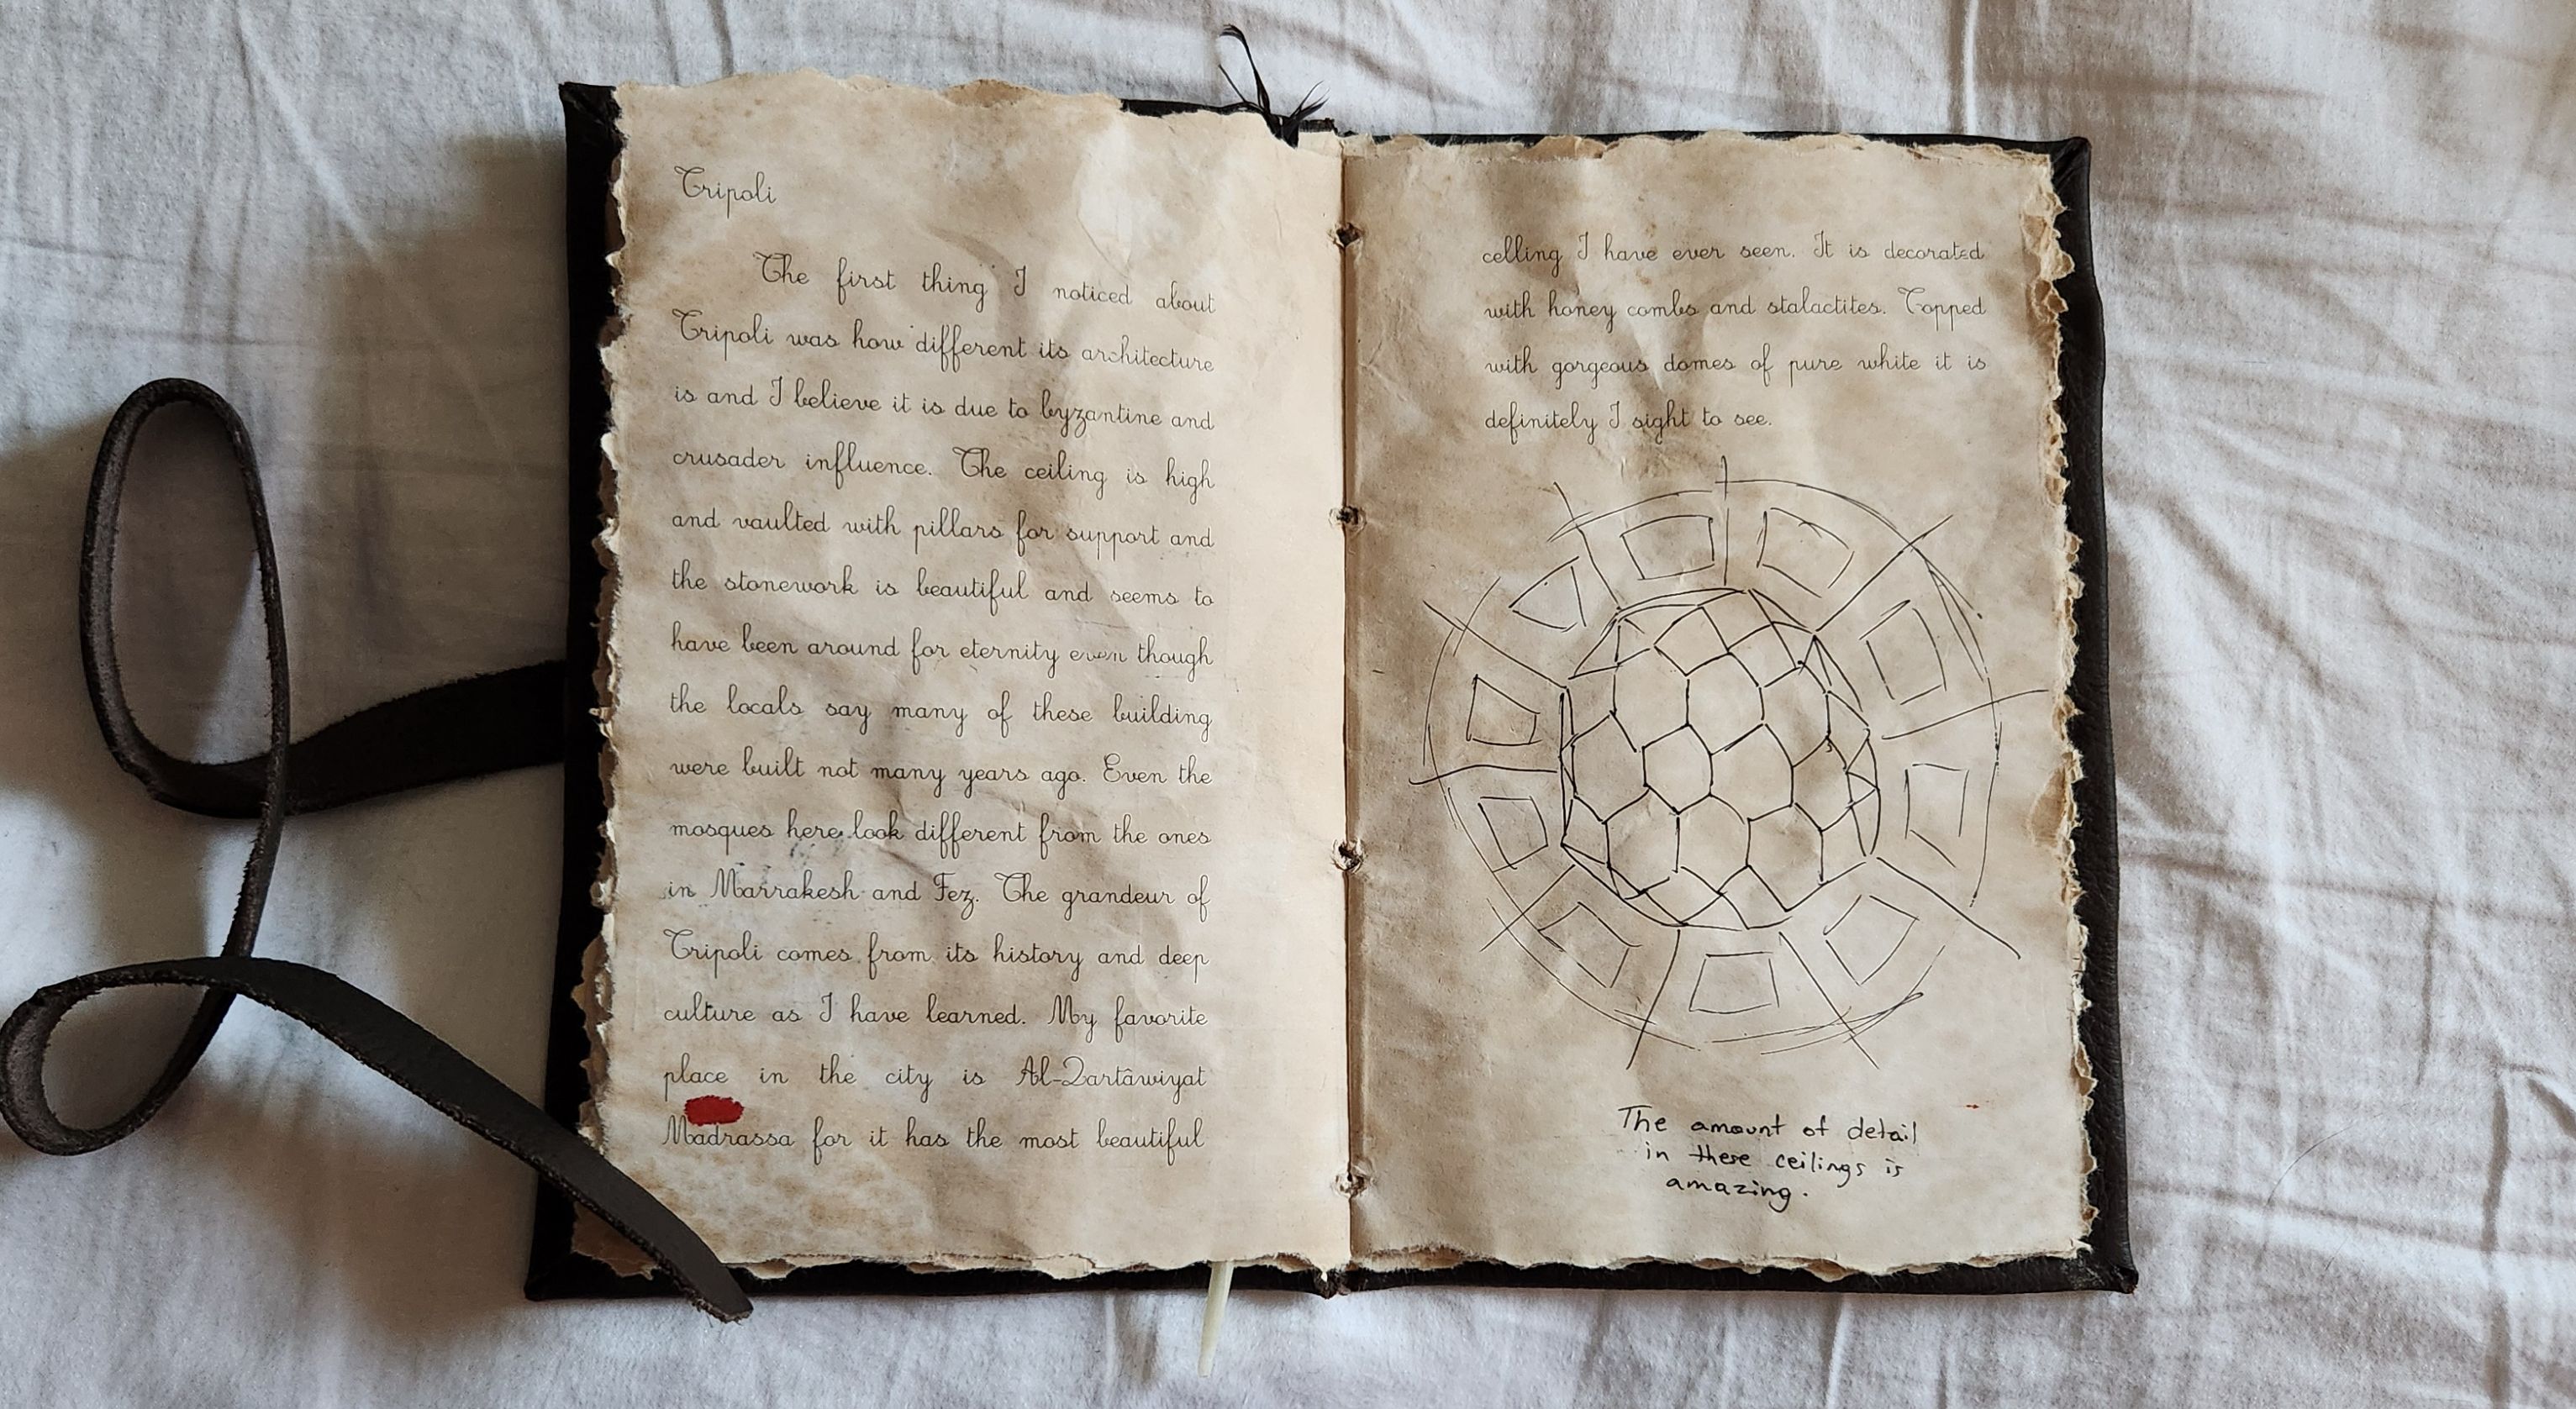 Tripoli
The first thing I noticed about
Tripoli was how different its architecture
is and I believe it is due to byzantine and
crusader influence. The ceiling is high
and vaulted with pillars for support and
the stonework is beautiful and seems to
have been around for eternity even though
the locals say many of these building
were built not many years ago. Even the
mosques here look different from the ones
in Marrakesh and Fez. The grandeur of
Tripoli comes from its history and deep
culture as I have learned. My favorite
place in the city is Al-Qartâwiyat
Madrassa for it has the most beautiful
celling I have ever seen. It is decorated
with honey combs and stalactites. Topped
with gorgeous domes of pure white it is
definitely I sight to see.
The amount of detail
in these ceilings is
amazing.